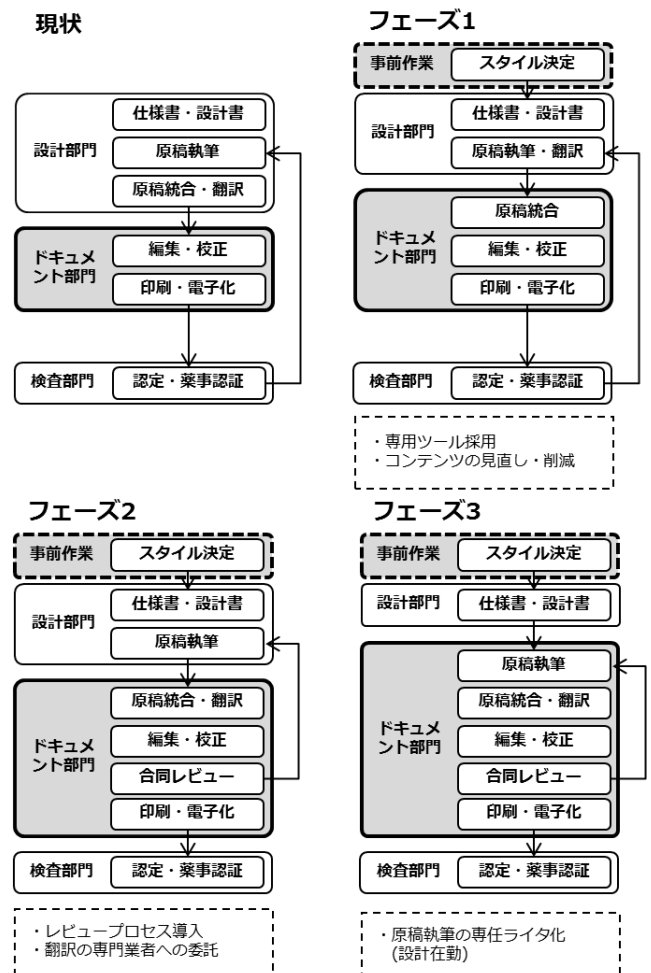 現状
設計部門
仕様書・設計書
原稿執筆
原稿統合・翻訳
ドキュメ
ント部門
編集・校正
印刷・電子化
検査部門
認定・薬事認証
フェーズ1
事前作業
スタイル決定
設計部門
仕様書・設計書
原稿執筆・翻訳
ドキュメ
ント部門
原稿統合
編集・校正
印刷・電子化
検査部門
認定・薬事認証
・専用ツール採用
・コンテンツの見直し・削減
フェーズ2
事前作業
スタイル決定
設計部門
仕様書・設計書
原稿執筆
ドキュメ
ント部門
原稿統合・翻訳
編集・校正
合同レビュー
印刷・電子化
検査部門
認定・薬事認証
・レビュープロセス導入
・翻訳の専門業者への委託
フェーズ3
事前作業
スタイル決定
設計部門
仕様書・設計書
ドキュメ
ント部門
原稿執筆
原稿統合・翻訳
編集・校正
合同レビュー
印刷・電子化
検査部門
認定・薬事認証
・原稿執筆の専任ライタ化
(設計在勤)